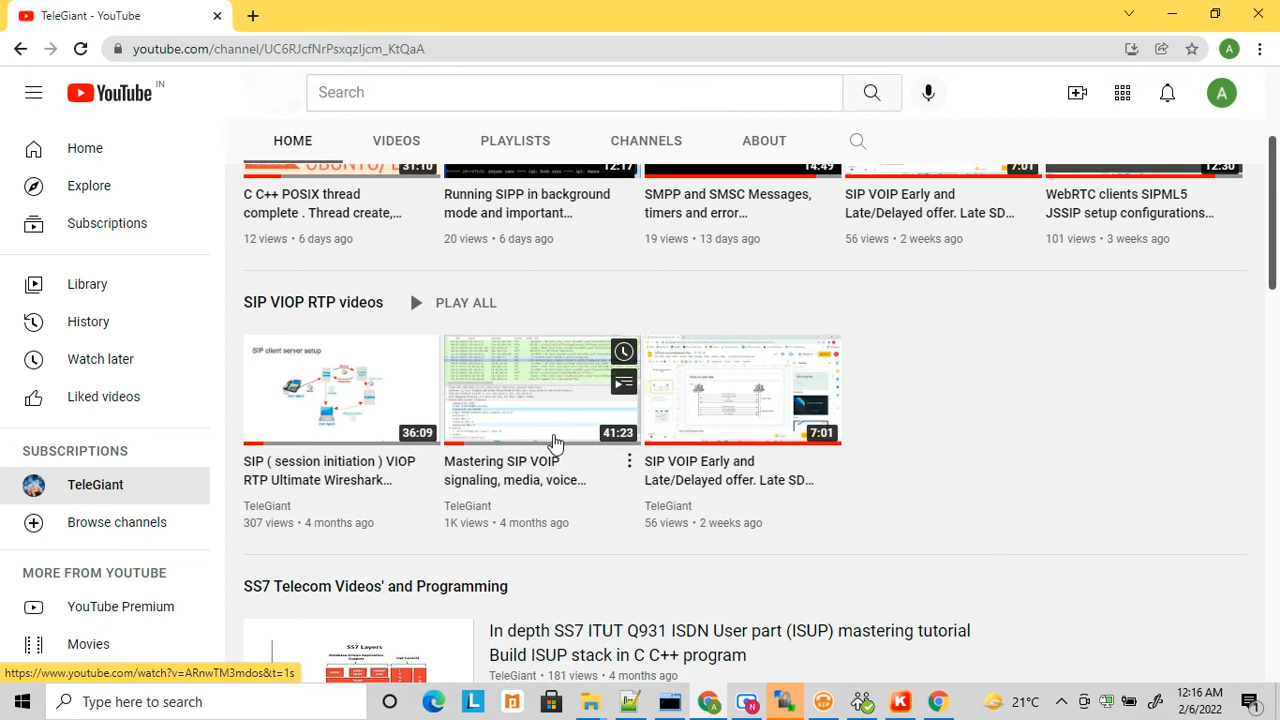 TeleGiant - YouTube
youtube.com/channel/UC6RJcfNrPsxqzIjcm_KtQaA
A
YouTube IN
Search
A
HOME VIDEOS PLAYLISTS CHANNELS ABOUT
Home
Explore
Subscriptions
Library
History
Watch later
Liked videos
SUBSCRIPTIONS
TeleGiant
Browse channels
MORE FROM YOUTUBE
YouTube Premium
Movies
31:10 12:17 14:49 7:01 12:30
C C++ POSIX thread
complete . Thread create,...
12 views • 6 days ago
Running SIPP in background
mode and important...
20 views • 6 days ago
SMPP and SMSC Messages,
timers and error...
19 views • 13 days ago
SIP VOIP Early and
Late/Delayed offer. Late SD...
56 views • 2 weeks ago
WebRTC clients SIPML5
JSSIP setup configurations...
101 views • 3 weeks ago
SIP VIOP RTP videos PLAY ALL
SIP client server setup
36:09
SIP ( session initiation ) VIOP
RTP Ultimate Wireshark...
TeleGiant
307 views • 4 months ago
41:23
Mastering SIP VOIP
signaling, media, voice...
TeleGiant
1K views • 4 months ago
7:01
SIP VOIP Early and
Late/Delayed offer. Late SD...
TeleGiant
56 views • 2 weeks ago
SS7 Telecom Videos' and Programming
SS7 Layers
In depth SS7 ITUT Q931 ISDN User part (ISUP) mastering tutorial
Build ISUP stack in C C++ program
TeleGiant • 181 views • 4 months ago
https://www.youtube.com/watch?v=ARnwTM3mdos&t=1s
Type here to search
21°C
12:16 AM
2/6/2022